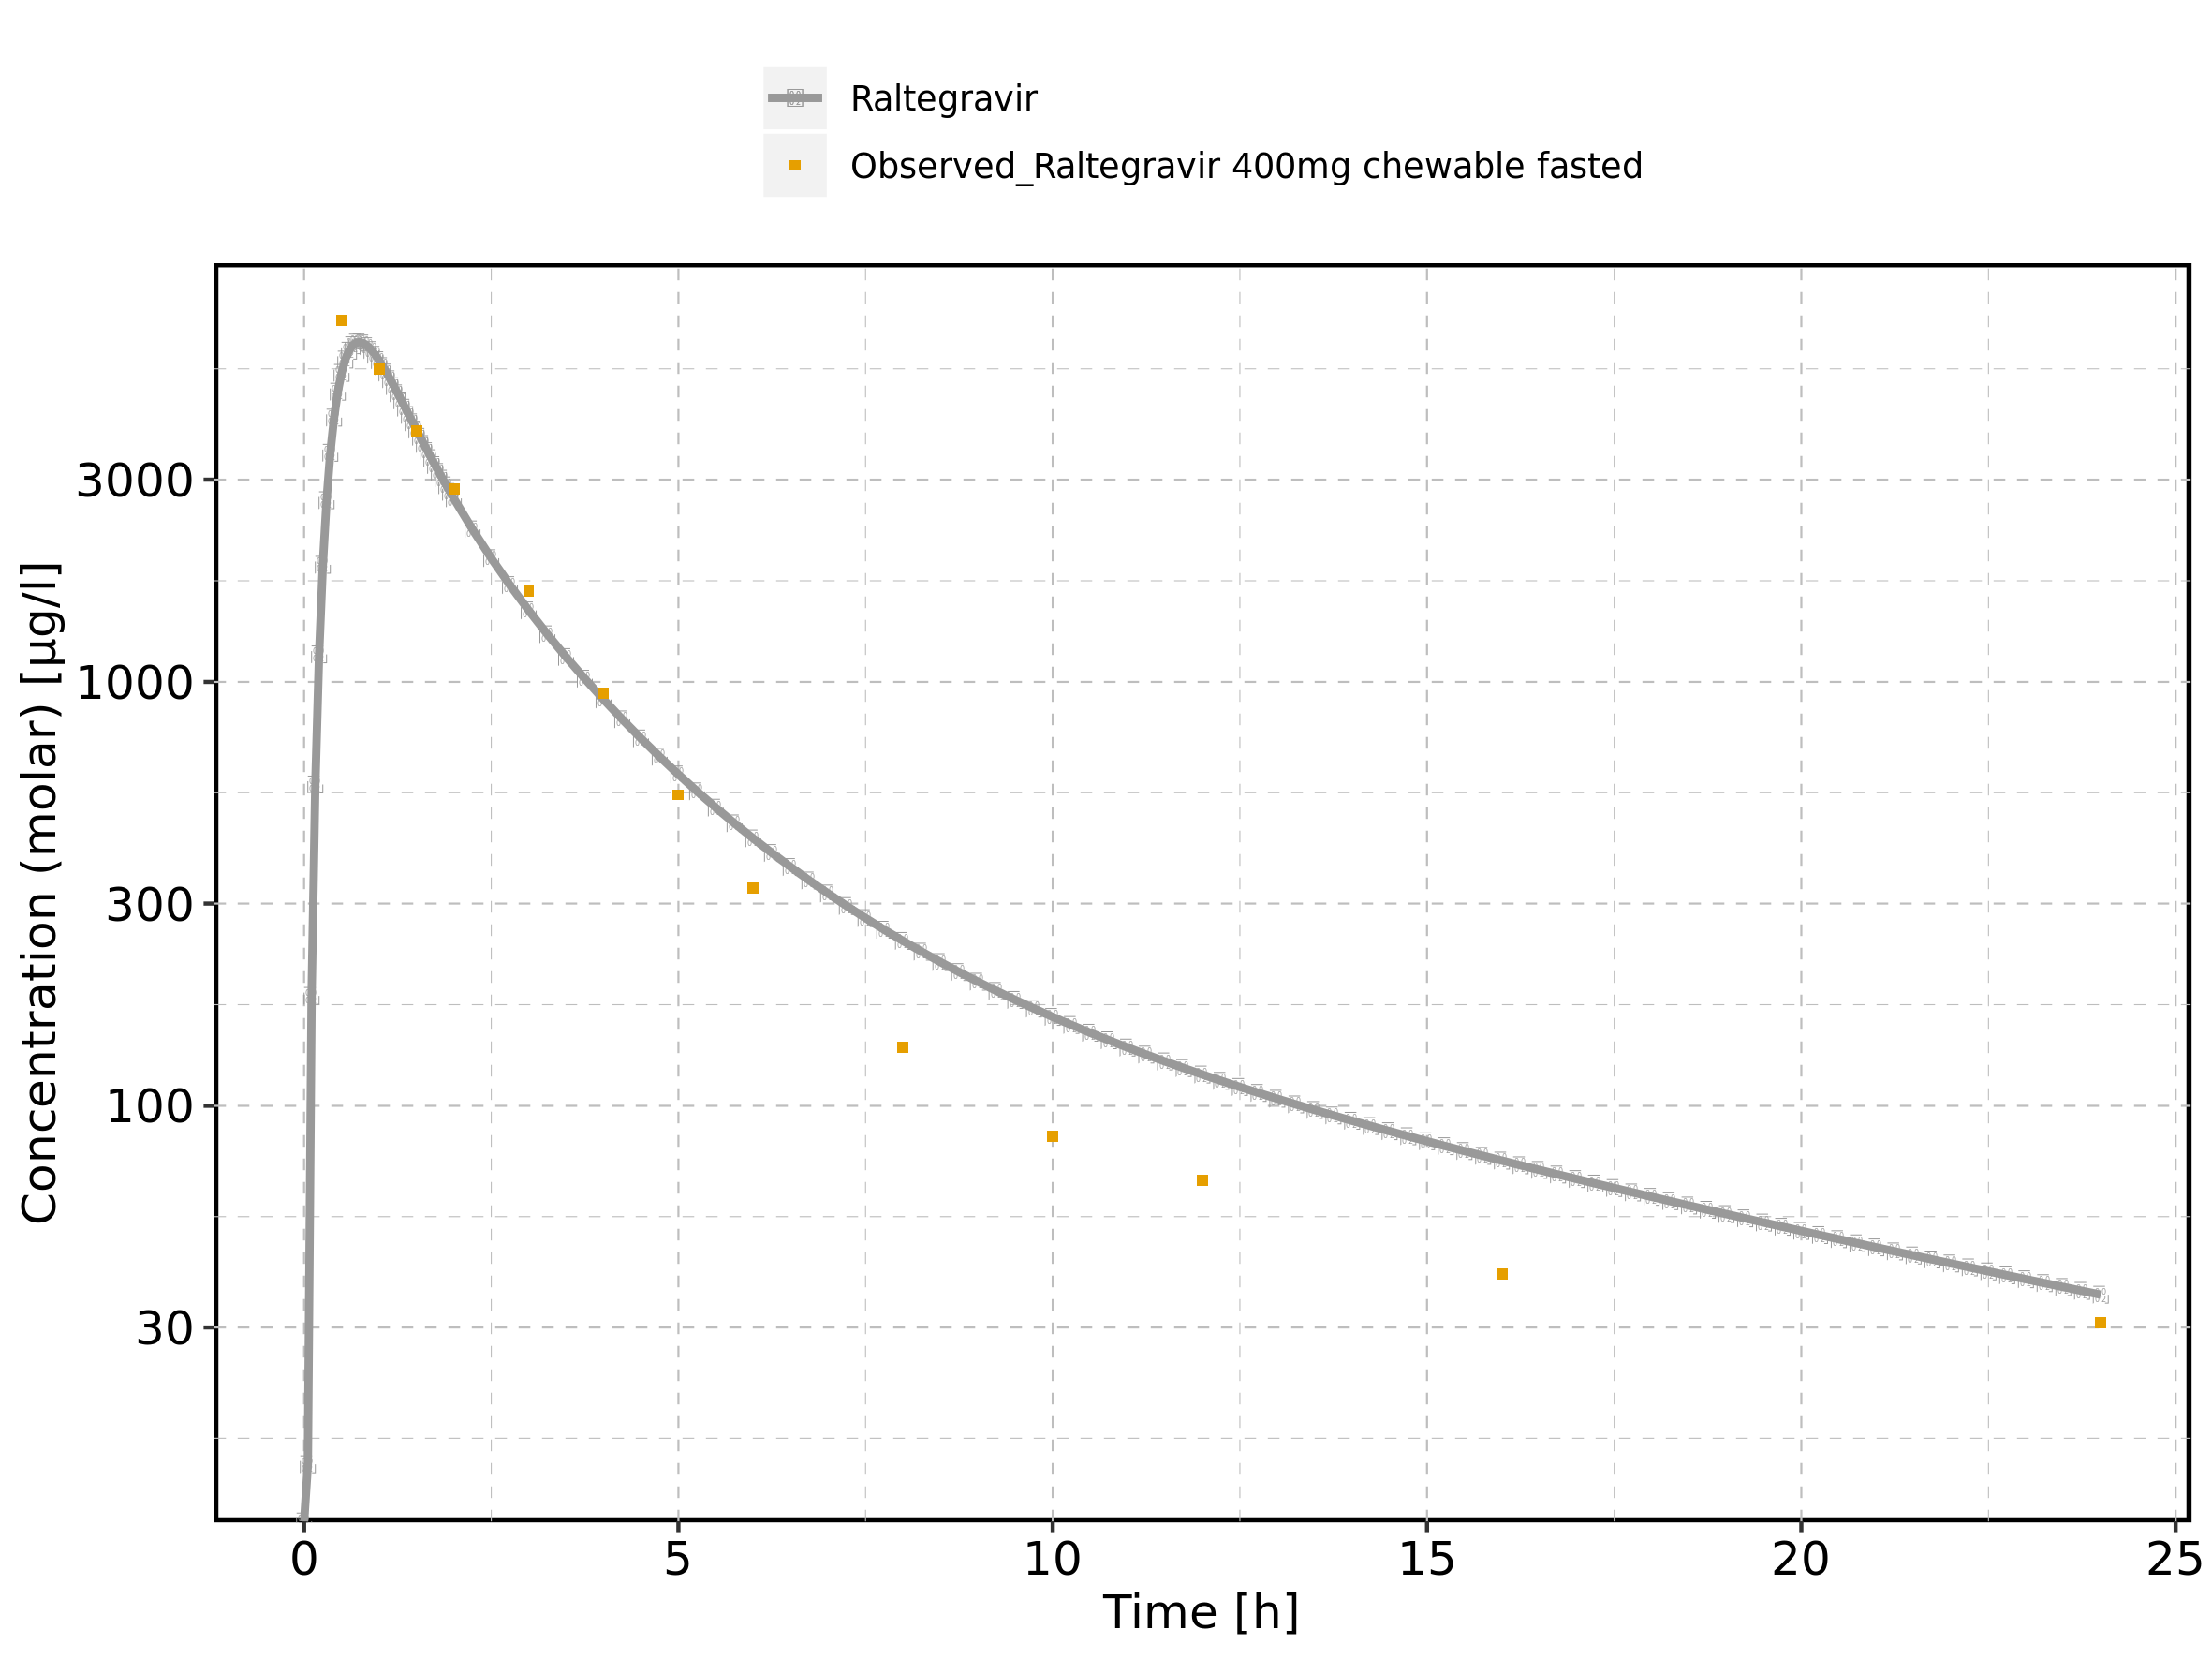 Raltegravir
Observed_Raltegravir 400mg chewable fasted
Concentration (molar) [µg/l]
3000
1000
300
100
30
0 5 10 15 20 25
Time [h]